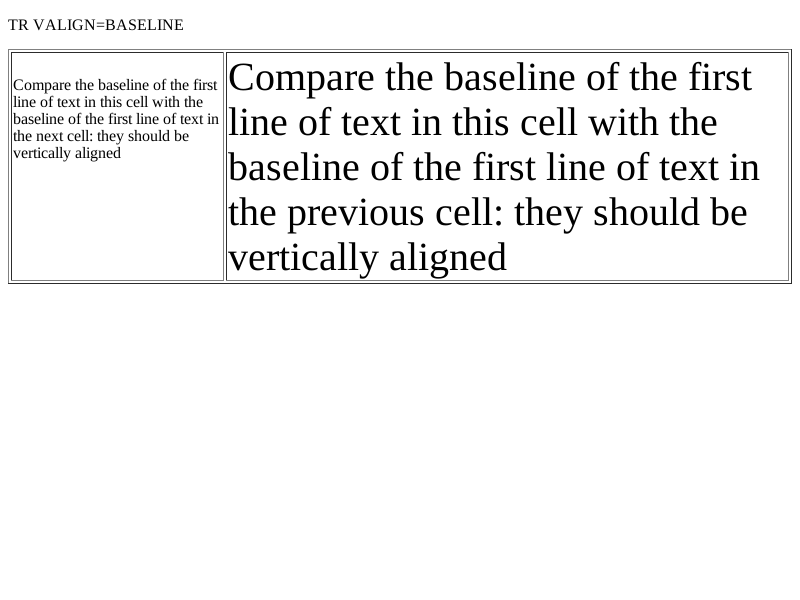 TR VALIGN=BASELINE
Compare the baseline of the first
line of text in this cell with the
baseline of the first line of text in
the next cell: they should be
vertically aligned
Compare the baseline of the first
line of text in this cell with the
baseline of the first line of text in
the previous cell: they should be
vertically aligned